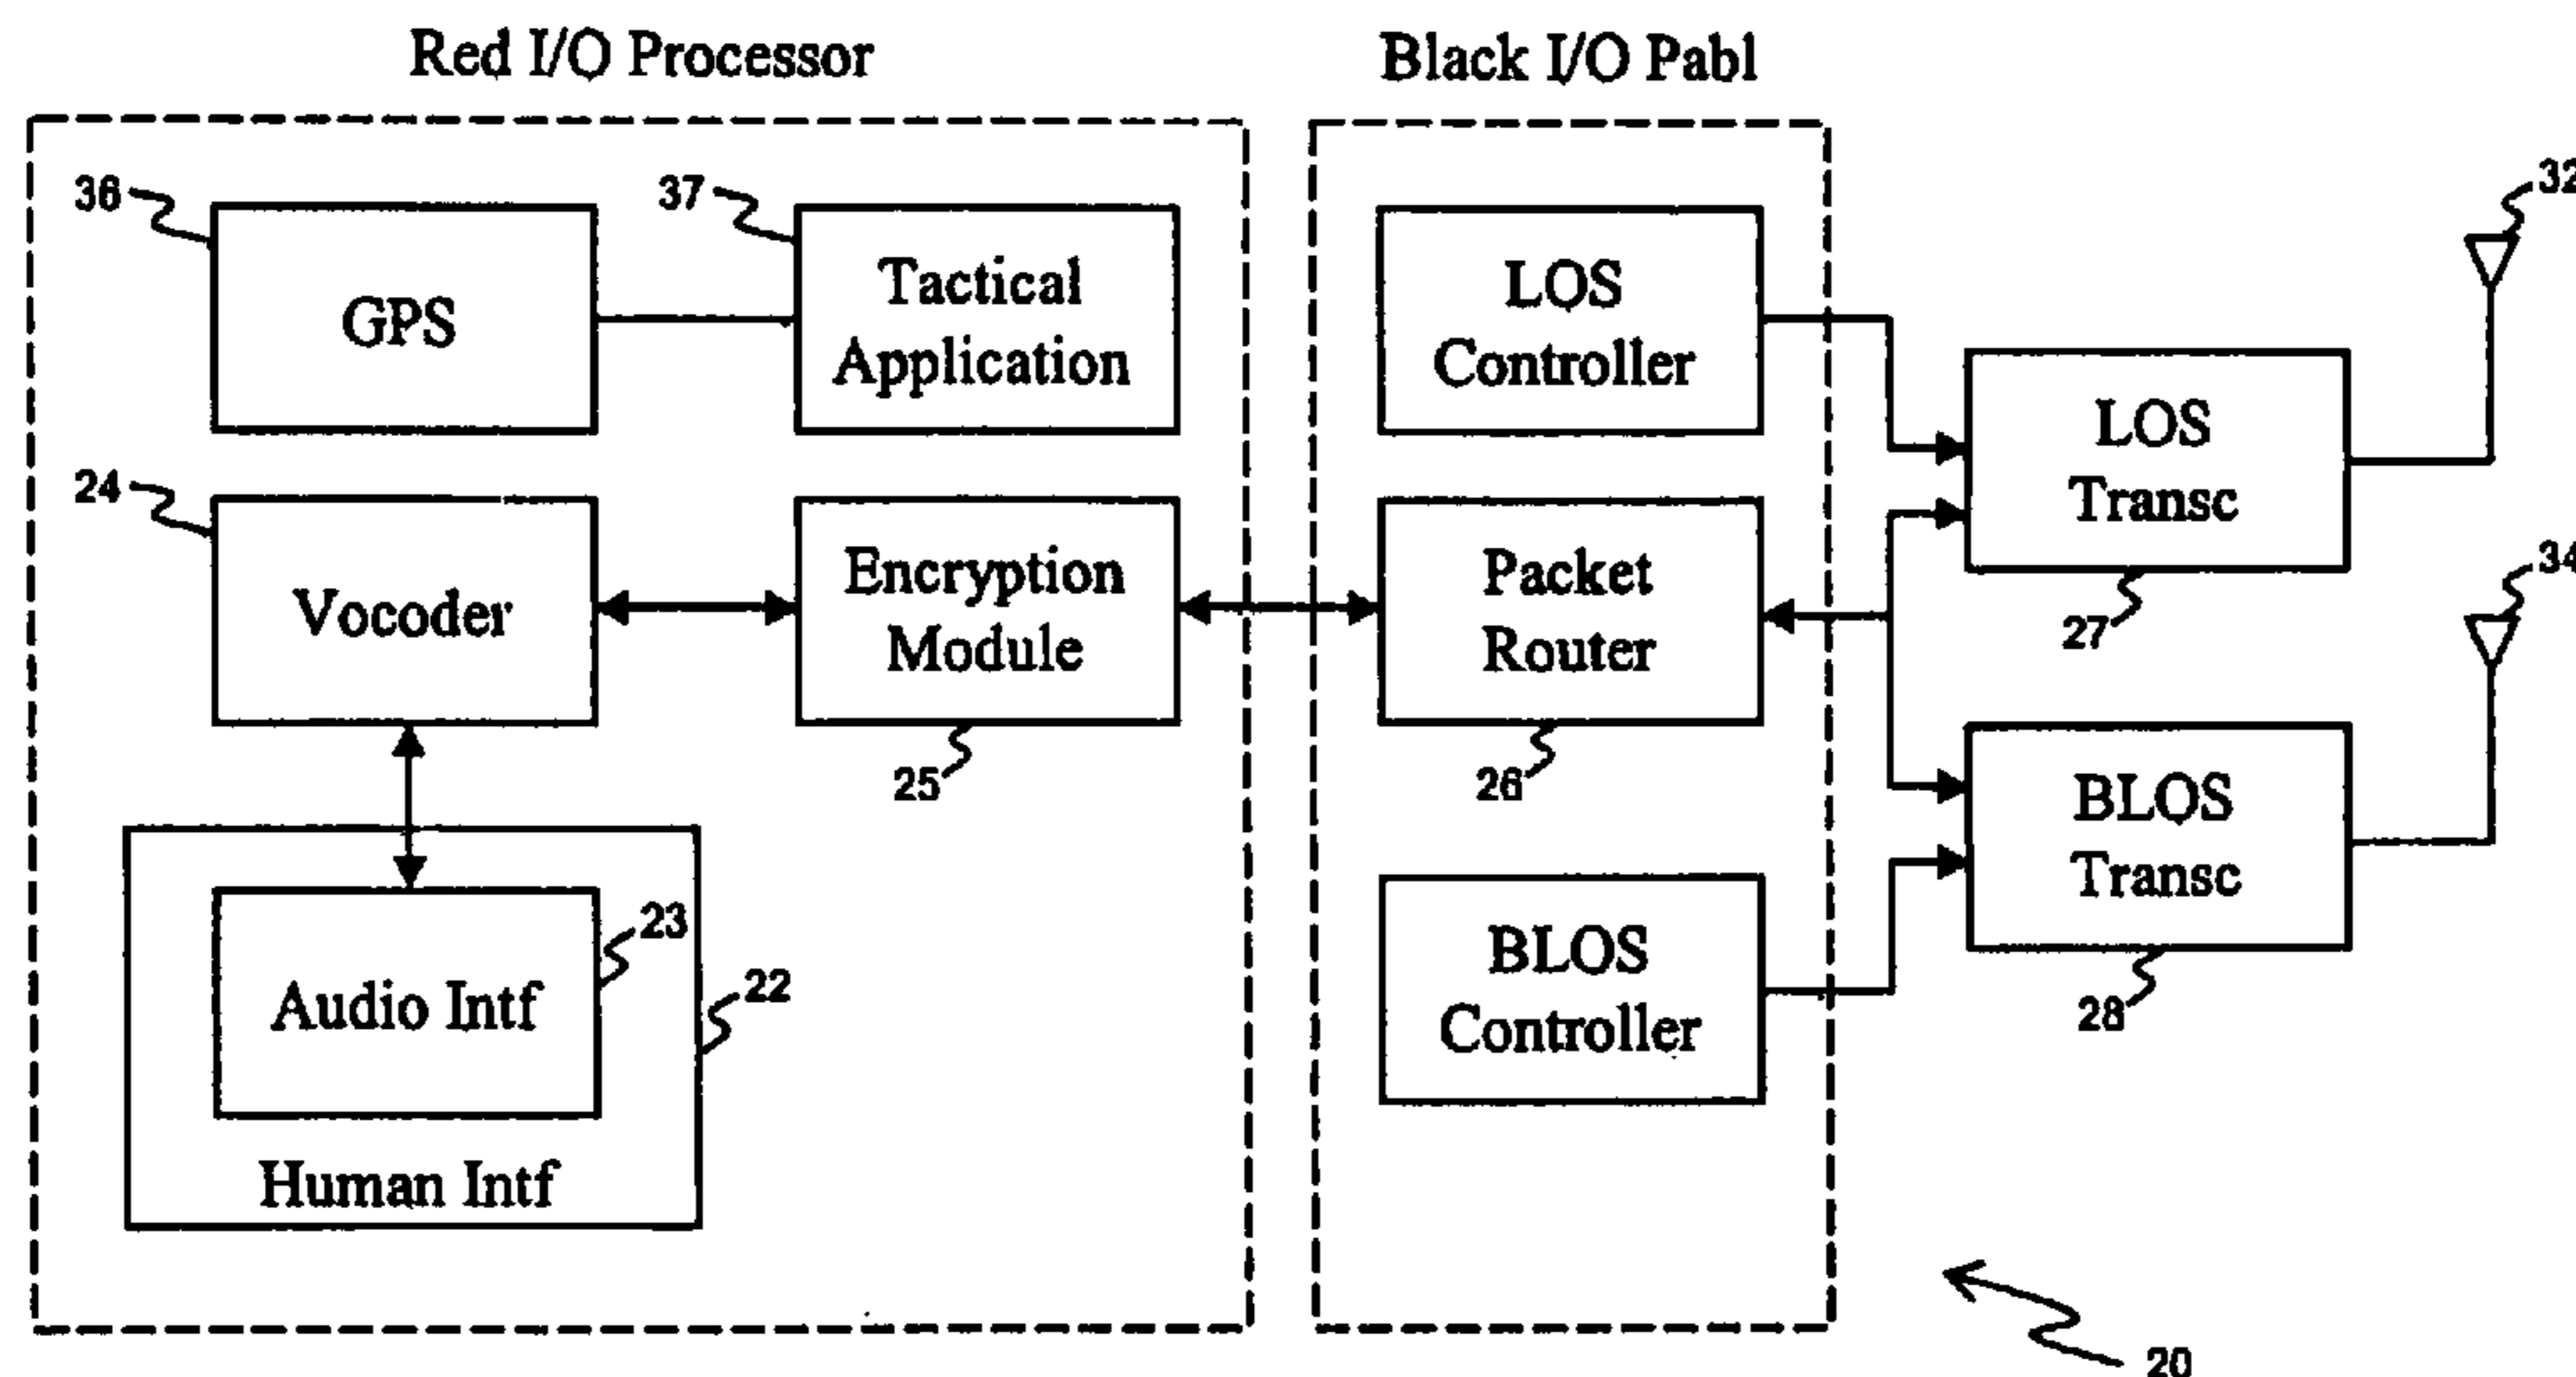 Red I/O Processor
Black I/O Pabl
36
GPS
37
Tactical
Application
LOS
Controller
32
LOS
Transc
27
24
Vocoder
Encryption
Module
25
Packet
Router
26
34
BLOS
Transc
28
23
Audio Intf
22
Human Intf
BLOS
Controller
20